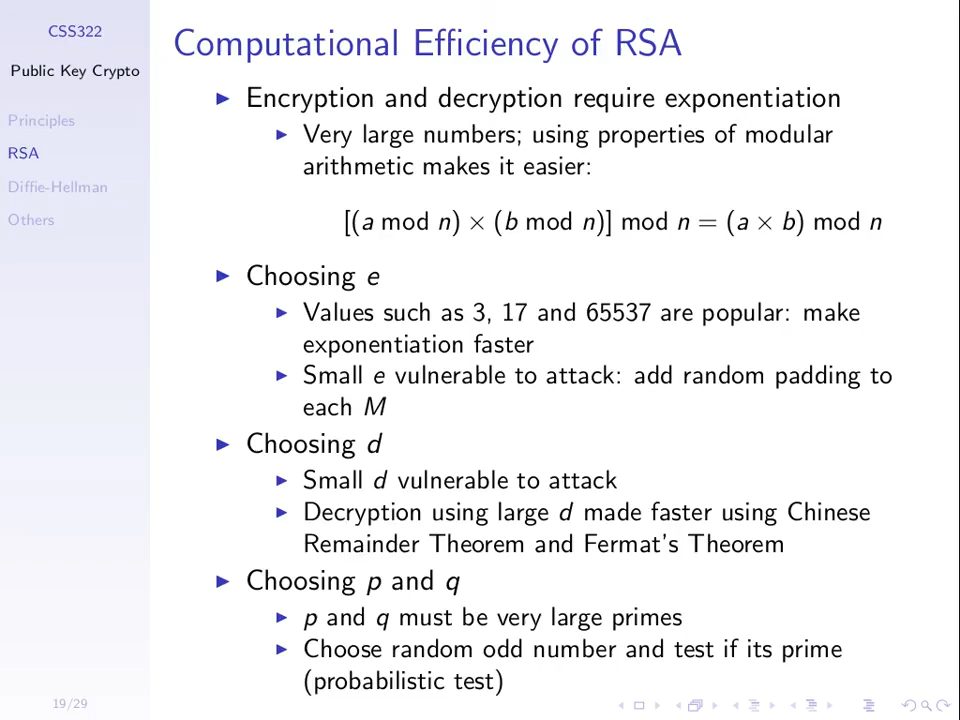 CSS322
Public Key Crypto
Principles
RSA
Diffie-Hellman
Others
Computational Efficiency of RSA
Encryption and decryption require exponentiation
Very large numbers; using properties of modular
arithmetic makes it easier:
[(a mod n) × (b mod n)] mod n = (a × b) mod n
Choosing e
Values such as 3, 17 and 65537 are popular: make
exponentiation faster
Small e vulnerable to attack: add random padding to
each M
Choosing d
Small d vulnerable to attack
Decryption using large d made faster using Chinese
Remainder Theorem and Fermat's Theorem
Choosing p and q
p and q must be very large primes
Choose random odd number and test if its prime
(probabilistic test)
19/29